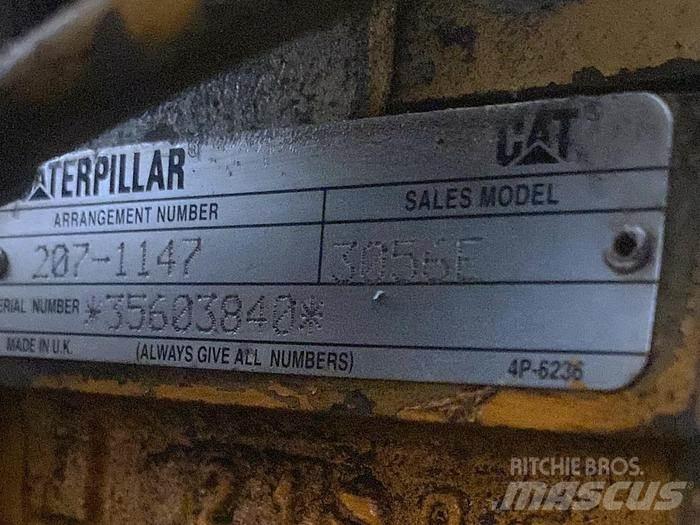 CATERPILLAR® CAT®
ARRANGEMENT NUMBER SALES MODEL
207-1147 3056E
SERIAL NUMBER *35603840*
MADE IN U.K. (ALWAYS GIVE ALL NUMBERS) 4P-6236
RITCHIE BROS.
mascus